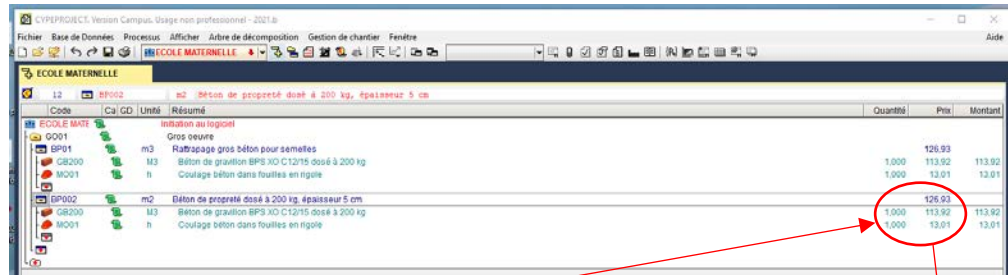 CYPEPROJECT. Version Campus. Usage non professionnel - 2021.b
Fichier Base de Données Processus Afficher Arbre de décomposition Gestion de chantier Fenêtre Aide
ECOLE MATERNELLE
ECOLE MATERNELLE
12 BP002 m2 Béton de propreté dosé à 200 kg, épaisseur 5 cm
Code Ca GD Unité Résumé Quantité Prix Montant
ECOLE MATE Initiation au logiciel
GO01 Gros oeuvre
BP01 m3 Rattrapage gros béton pour semelles 126,93
GB200 M3 Béton de gravillon BPS XO C12/15 dosé à 200 kg 1,000 113,92 113,92
MO01 h Coulage béton dans fouilles en rigole 1,000 13,01 13,01
BP002 m2 Béton de propreté dosé à 200 kg, épaisseur 5 cm 126,93
GB200 M3 Béton de gravillon BPS XO C12/15 dosé à 200 kg 1,000 113,92 113,92
MO01 h Coulage béton dans fouilles en rigole 1,000 13,01 13,01